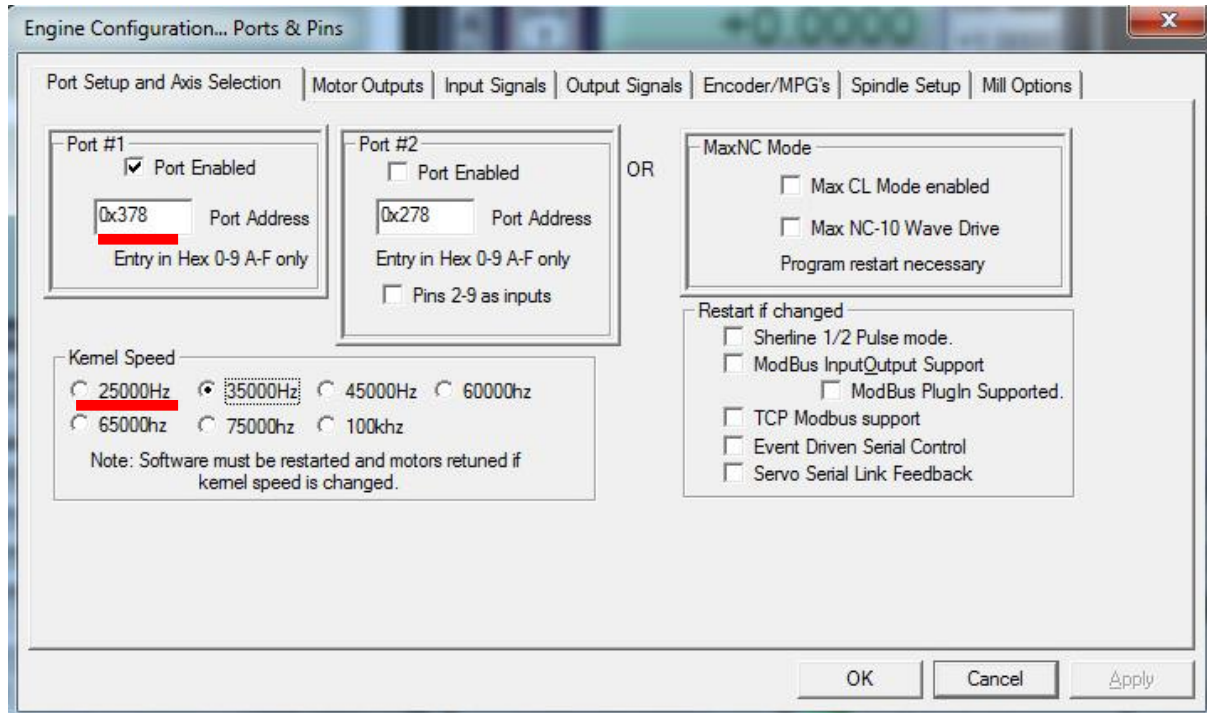 Engine Configuration... Ports & Pins
+0.0000
Port Setup and Axis Selection Motor Outputs Input Signals Output Signals Encoder/MPG's Spindle Setup Mill Options
Port #1
Port Enabled
0x378 Port Address
Entry in Hex 0-9 A-F only
Port #2
Port Enabled
0x278 Port Address
Entry in Hex 0-9 A-F only
Pins 2-9 as inputs
OR
MaxNC Mode
Max CL Mode enabled
Max NC-10 Wave Drive
Program restart necessary
Restart if changed
Sherline 1/2 Pulse mode.
ModBus InputOutput Support
ModBus PlugIn Supported.
TCP Modbus support
Event Driven Serial Control
Servo Serial Link Feedback
Kernel Speed
25000Hz 35000Hz 45000Hz 60000hz
65000hz 75000hz 100khz
Note: Software must be restarted and motors retuned if
kernel speed is changed.
OK Cancel Apply